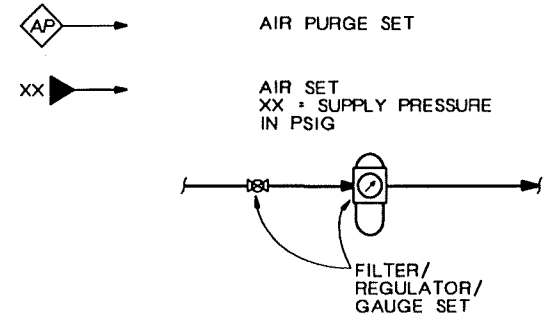 AP AIR PURGE SET
XX AIR SET
XX = SUPPLY PRESSURE
IN PSIG
FILTER/
REGULATOR/
GAUGE SET